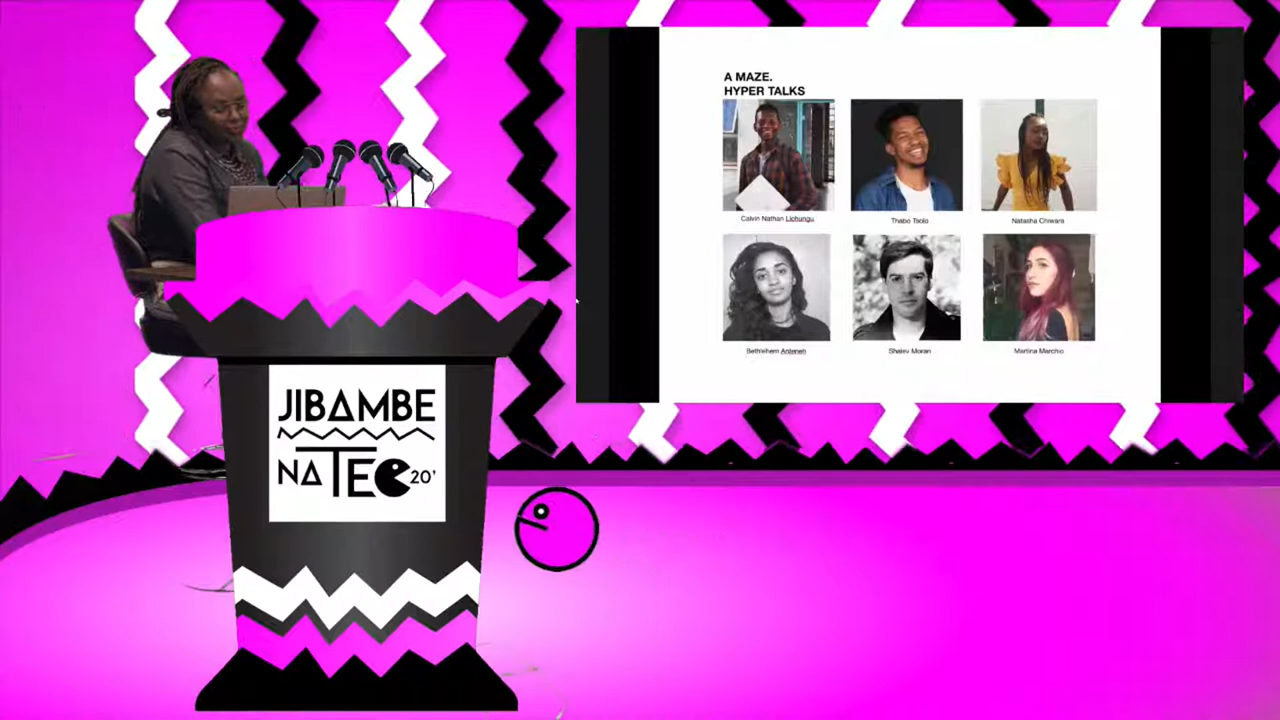 JIBAMBE
NA TEC 20'
A MAZE.
HYPER TALKS
Calvin Nathan Lichungu
Thabo Tsolo
Natasha Chiwara
Bethlehem Anteneh
Shalev Moran
Martina Marchio